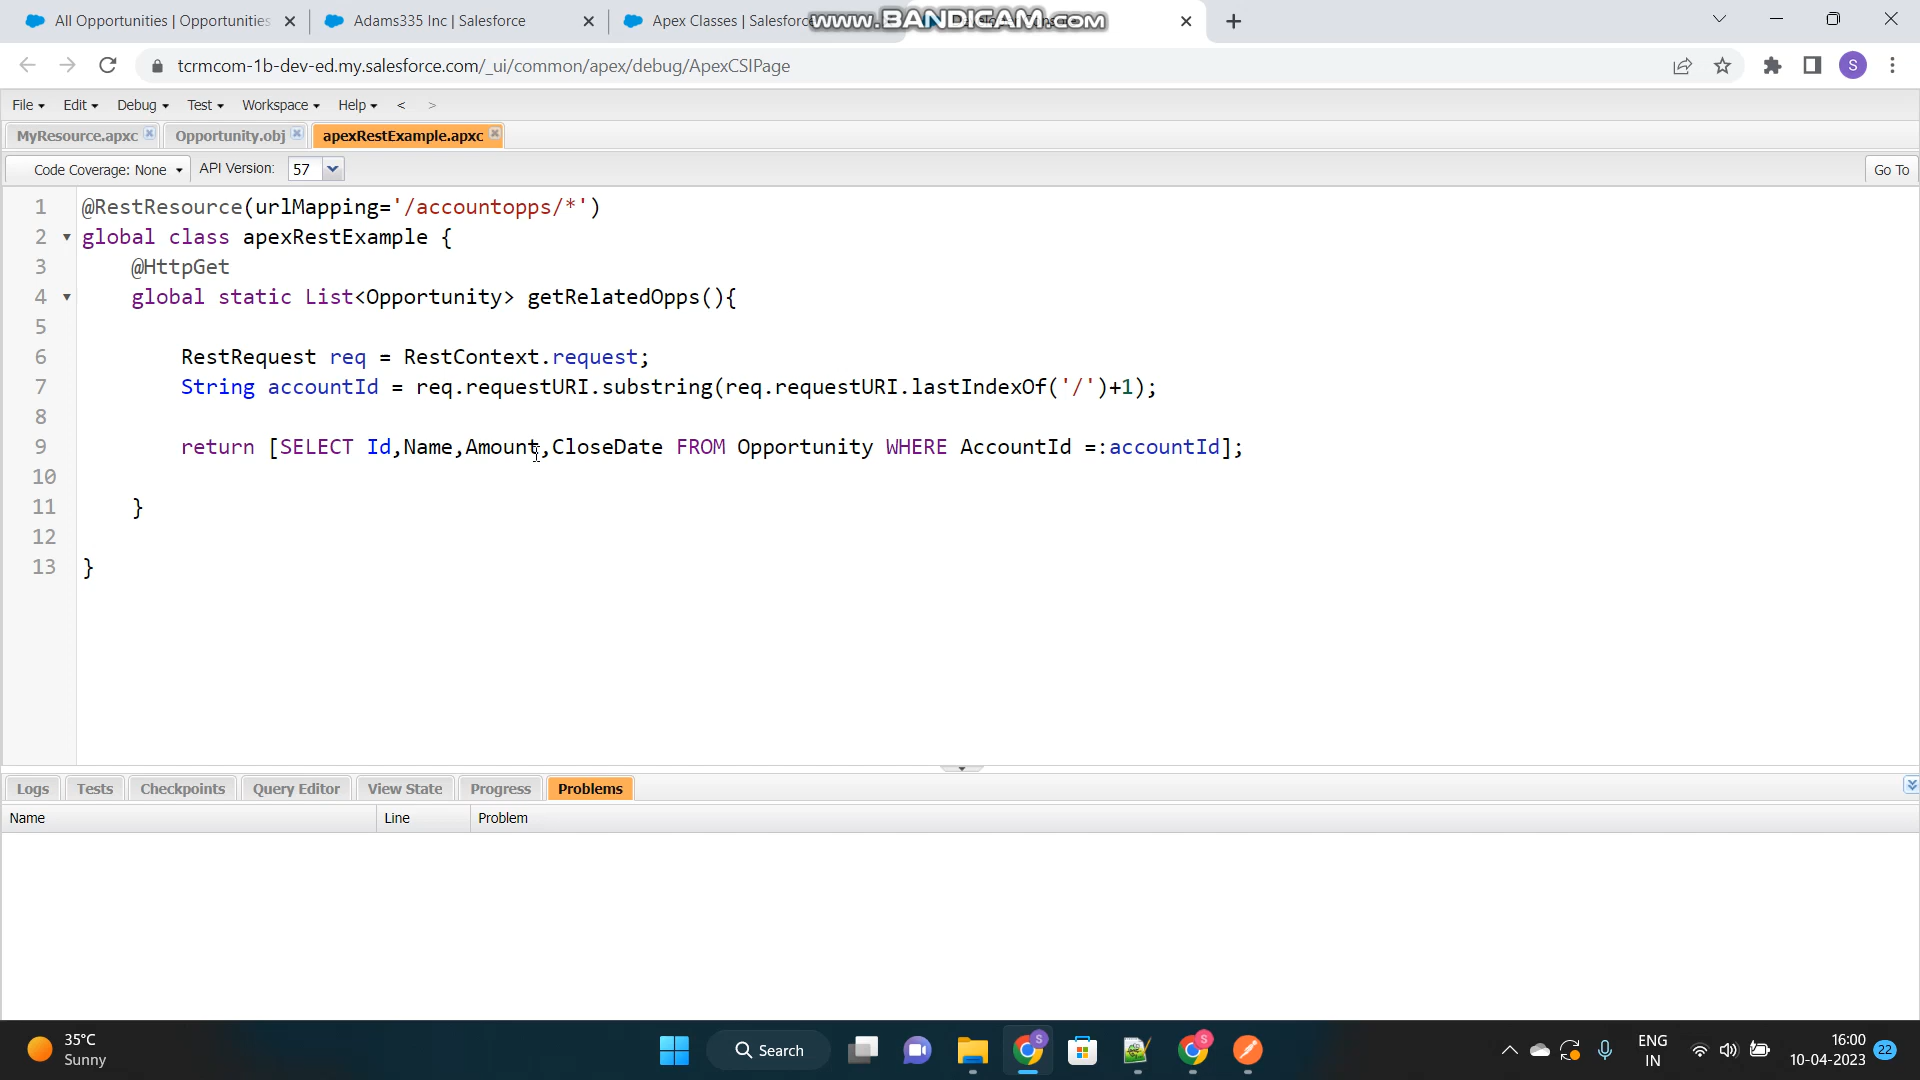 All Opportunities | Opportunities
Adams335 Inc | Salesforce
Apex Classes | Salesforce
www.BANDICAM.com
tcrmcom-1b-dev-ed.my.salesforce.com/_ui/common/apex/debug/ApexCSIPage
S
File Edit Debug Test Workspace Help < >
MyResource.apxc Opportunity.obj apexRestExample.apxc
Code Coverage: None API Version: 57 Go To
1 @RestResource(urlMapping='/accountopps/*')
2 global class apexRestExample {
3 @HttpGet
4 global static List<Opportunity> getRelatedOpps(){
5
6 RestRequest req = RestContext.request;
7 String accountId = req.requestURI.substring(req.requestURI.lastIndexOf('/')+1);
8
9 return [SELECT Id,Name,Amount,CloseDate FROM Opportunity WHERE AccountId =:accountId];
10
11 }
12
13 }
Logs Tests Checkpoints Query Editor View State Progress Problems
Name Line Problem
35°C
Sunny
Search
S
S
ENG
IN
16:00
10-04-2023
22